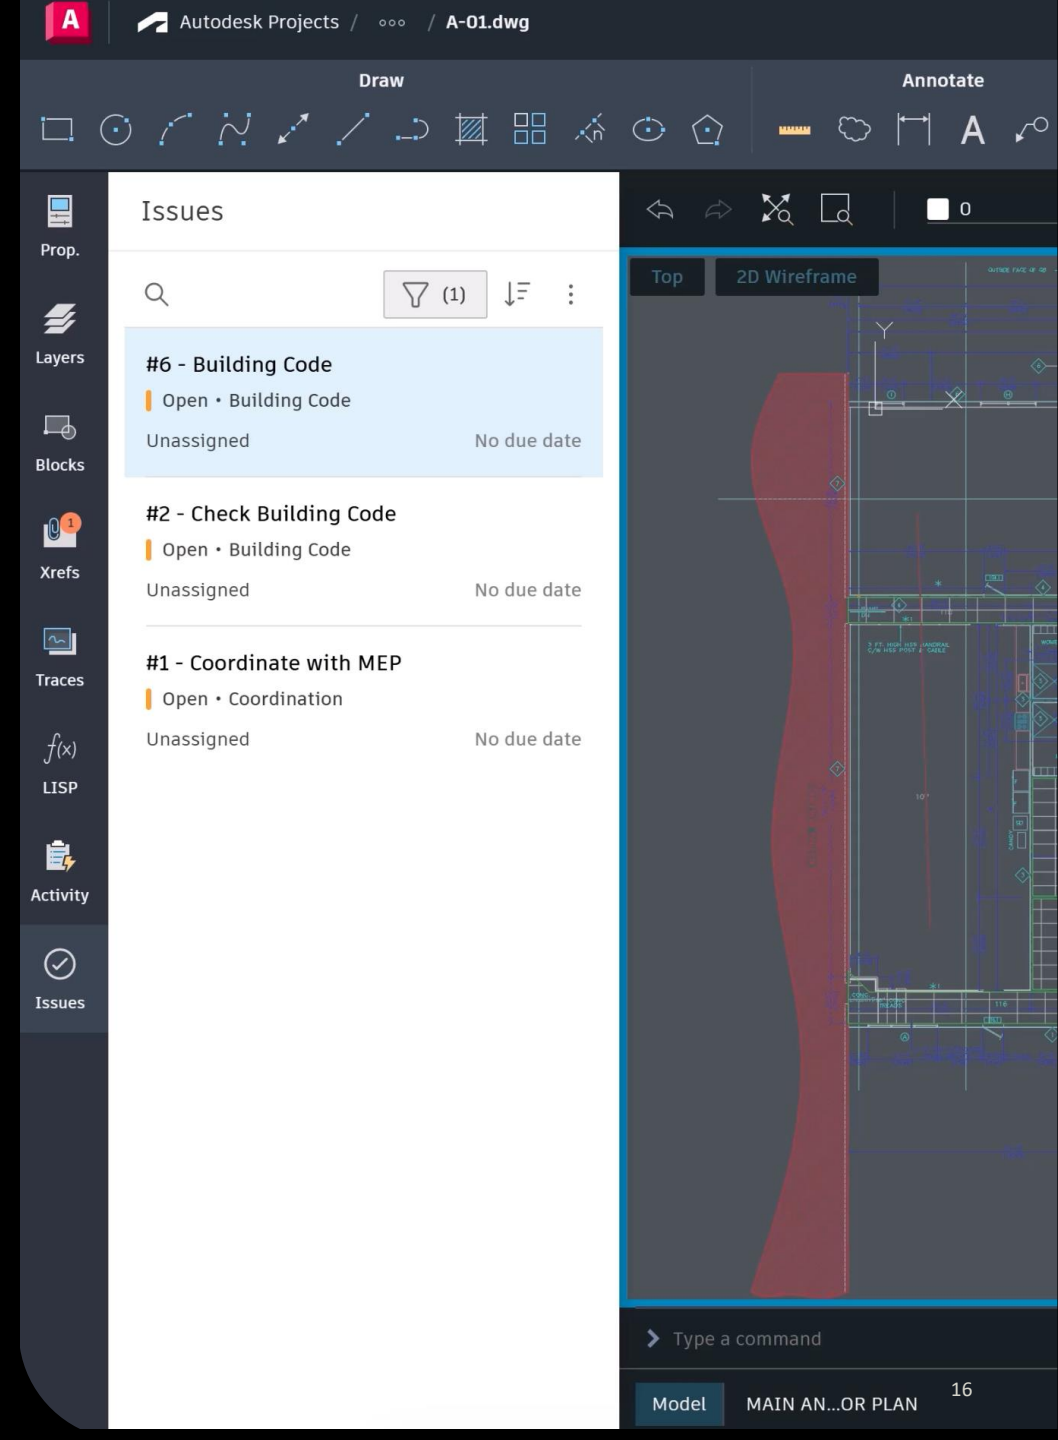 A
Autodesk Projects / ooo / A-01.dwg
Draw
Annotate
A
Prop.
Layers
Blocks
1
Xrefs
Traces
f(x)
LISP
Activity
Issues
Issues
(1)
#6 - Building Code
Open • Building Code
Unassigned
No due date
#2 - Check Building Code
Open • Building Code
Unassigned
No due date
#1 - Coordinate with MEP
Open • Coordination
Unassigned
No due date
0
Top
2D Wireframe
Y
X
116
Type a command
Model
MAIN AN...OR PLAN
16